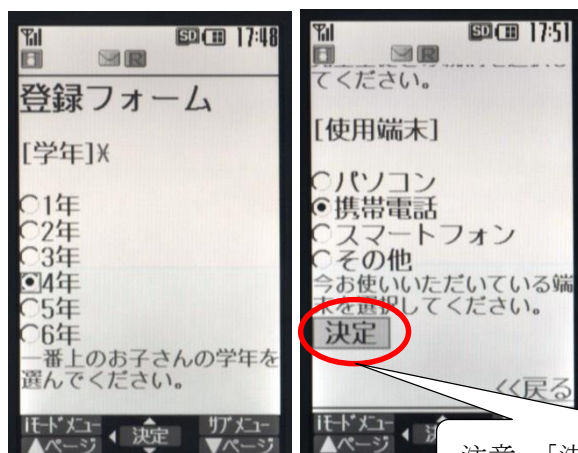 17:48
登録フォーム
[学年]※
1年
2年
3年
4年
5年
6年
一番上のお子さんの学年を
選んでください。
iモードメニュー
サブメニュー
▲ページ
決定
▼ページ
17:51
てください。
[使用端末]
パソコン
携帯電話
スマートフォン
その他
今お使いいただいている端
末を選択してください。
決定
<<戻る
iモードメニュー
▲ページ
注意 「決